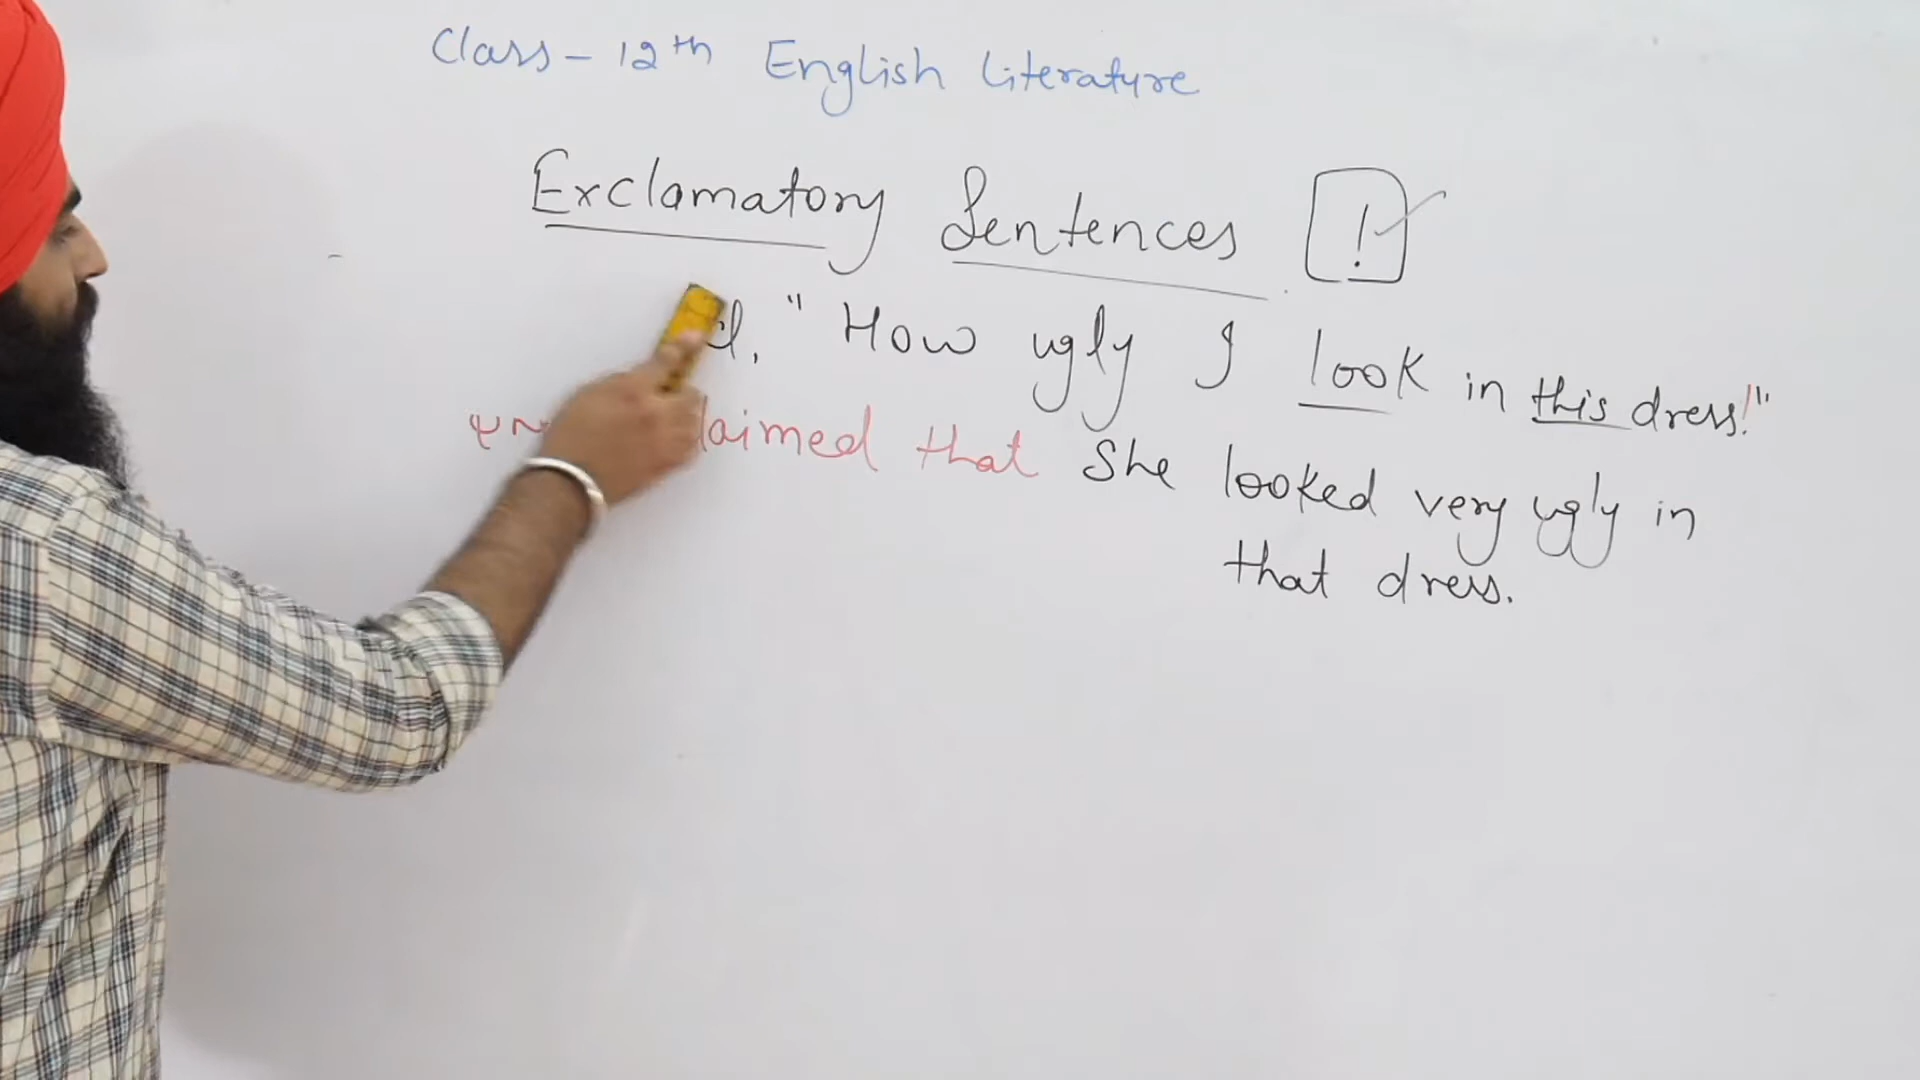 Class - 12th English Literature
Exclamatory Sentences !
" How ugly I look in this dress!"
that She looked very ugly in
that dress.